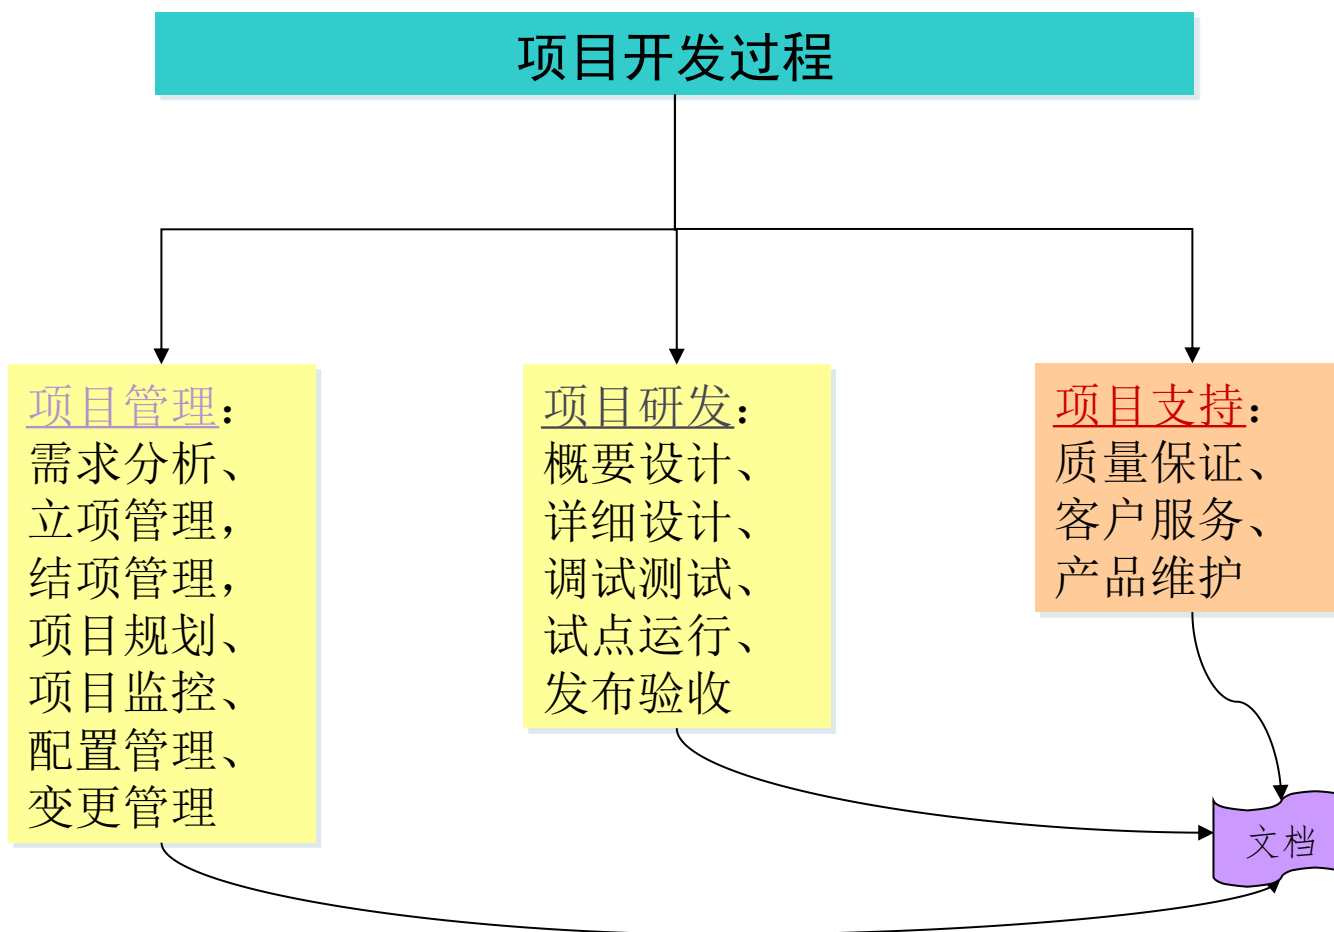 项目开发过程
项目管理：
需求分析、
立项管理，
结项管理，
项目规划、
项目监控、
配置管理、
变更管理
项目研发：
概要设计、
详细设计、
调试测试、
试点运行、
发布验收
项目支持：
质量保证、
客户服务、
产品维护
文档